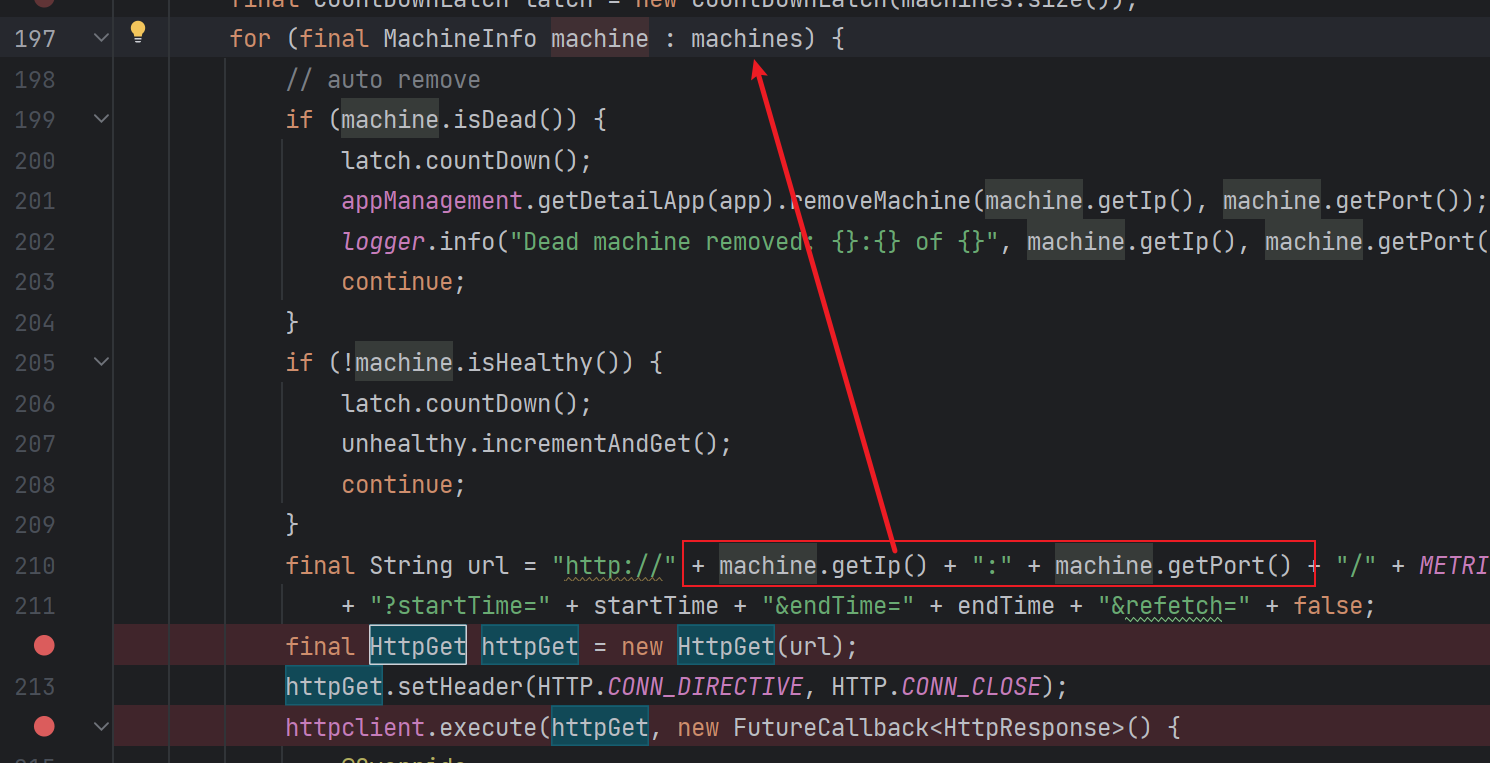 final CountDownLatch latch = new CountDownLatch(machines.size());
197 for (final MachineInfo machine : machines) {
198 // auto remove
199 if (machine.isDead()) {
200 latch.countDown();
201 appManagement.getDetailApp(app).removeMachine(machine.getIp(), machine.getPort());
202 logger.info("Dead machine removed: {}:{} of {}", machine.getIp(), machine.getPort(
203 continue;
204 }
205 if (!machine.isHealthy()) {
206 latch.countDown();
207 unhealthy.incrementAndGet();
208 continue;
209 }
210 final String url = "http://" + machine.getIp() + ":" + machine.getPort() + "/" + METRI
211 + "?startTime=" + startTime + "&endTime=" + endTime + "&refetch=" + false;
final HttpGet httpGet = new HttpGet(url);
213 httpGet.setHeader(HTTP.CONN_DIRECTIVE, HTTP.CONN_CLOSE);
httpclient.execute(httpGet, new FutureCallback<HttpResponse>() {
215 @Override